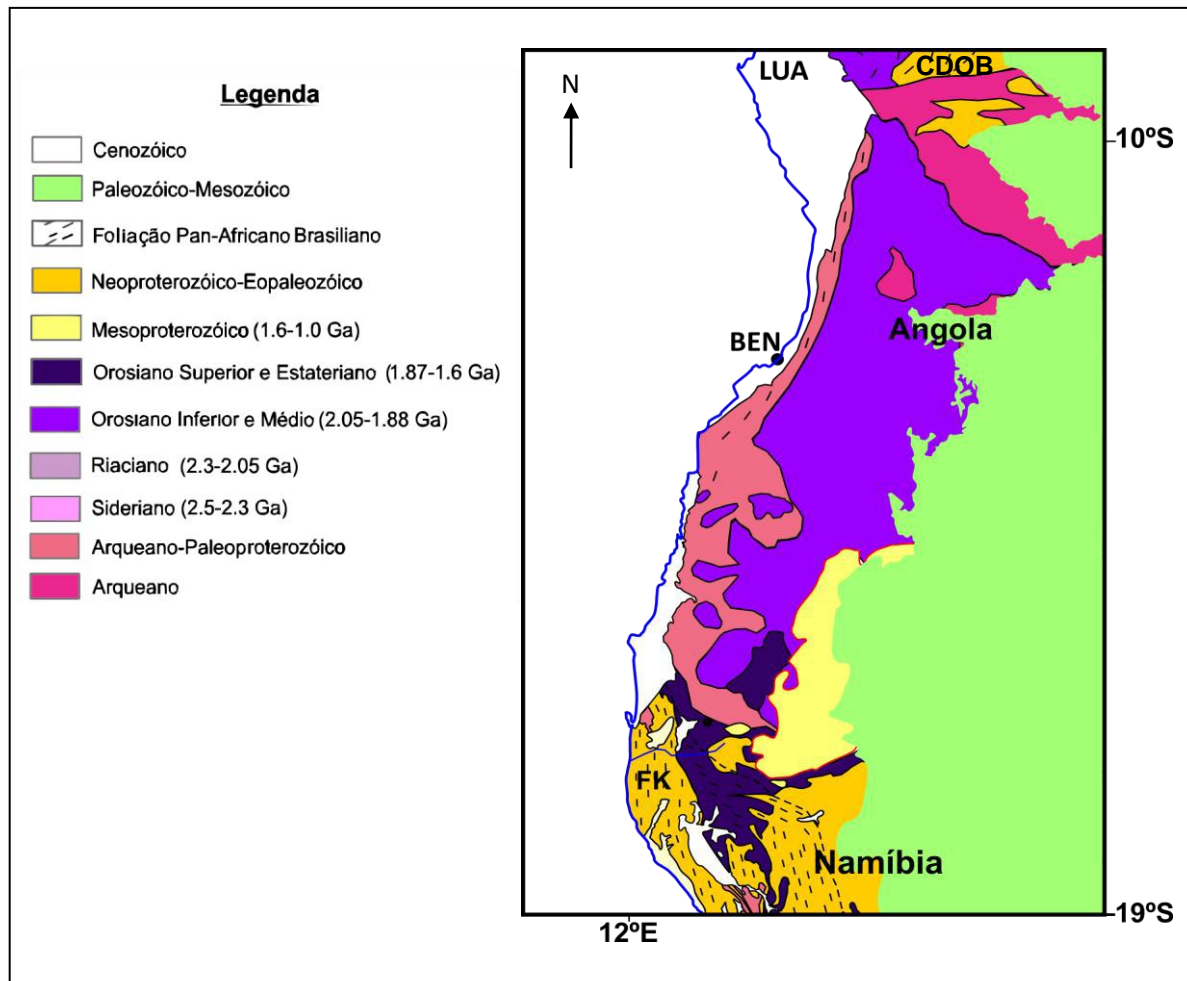 Legenda
Cenozóico
Paleozóico-Mesozóico
Foliação Pan-Africano Brasiliano
Neoproterozóico-Eopaleozóico
Mesoproterozóico (1.6-1.0 Ga)
Orosiano Superior e Estateriano (1.87-1.6 Ga)
Orosiano Inferior e Médio (2.05-1.88 Ga)
Riaciano (2.3-2.05 Ga)
Sideriano (2.5-2.3 Ga)
Arqueano-Paleoproterozóico
Arqueano
N
LUA
CDOB
10ºS
BEN
Angola
FK
Namíbia
19ºS
12ºE